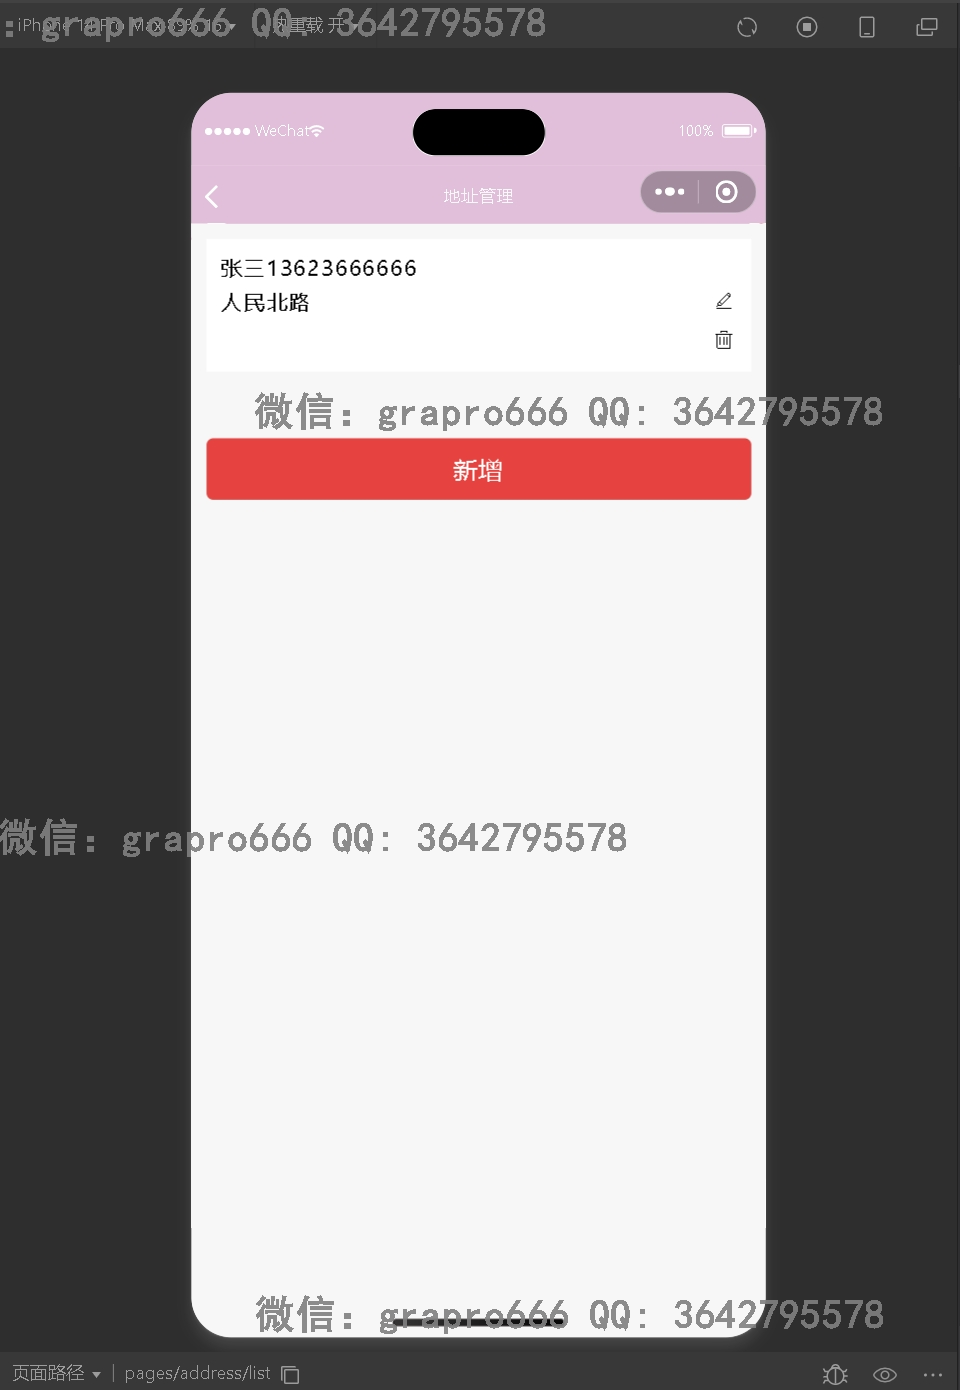 iPhone 14 Pro Max 89% 16
热重载 开
: grapro666 QQ: 3642795578
WeChat
100%
地址管理
张三13623666666
人民北路
微信: grapro666 QQ: 3642795578
新增
微信: grapro666 QQ: 3642795578
微信: grapro666 QQ: 3642795578
页面路径
pages/address/list